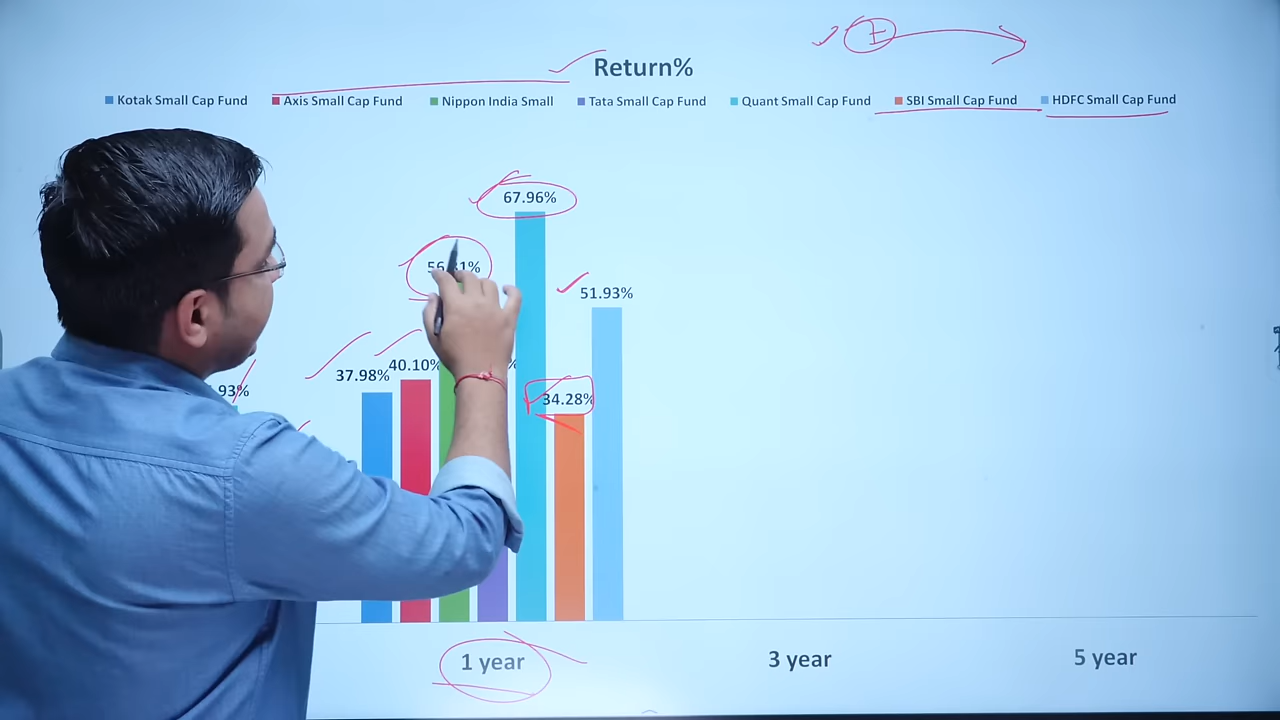 Return%
Kotak Small Cap Fund Axis Small Cap Fund Nippon India Small Tata Small Cap Fund Quant Small Cap Fund SBI Small Cap Fund HDFC Small Cap Fund
67.96%
51.93%
40.10%
37.98%
34.28%
1 year 3 year 5 year